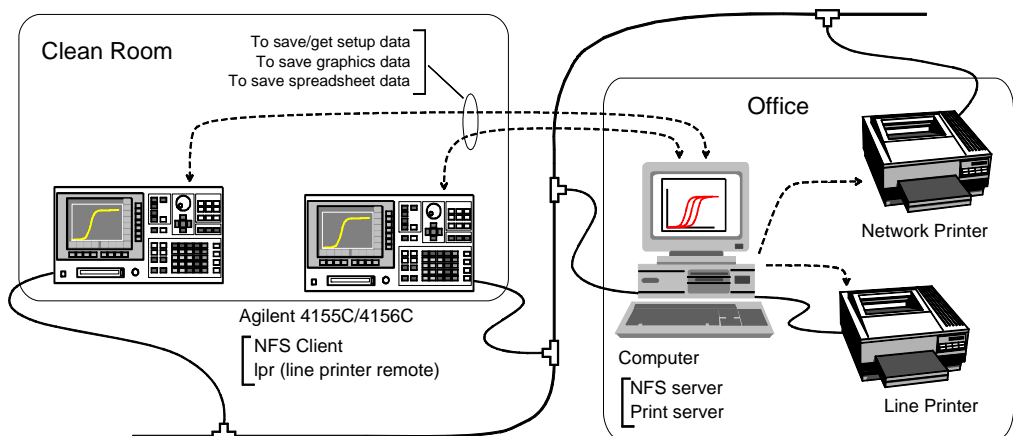 Clean Room
To save/get setup data
To save graphics data
To save spreadsheet data
Office
Network Printer
Agilent 4155C/4156C
NFS Client
lpr (line printer remote)
Computer
NFS server
Print server
Line Printer